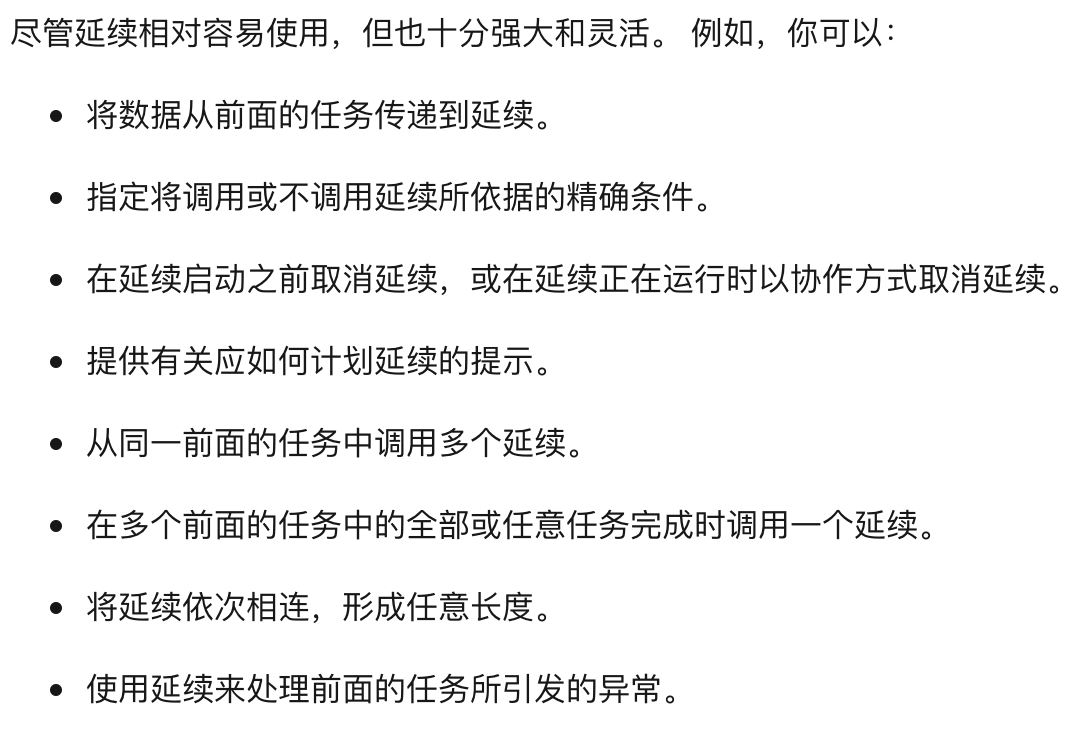 尽管延续相对容易使用，但也十分强大和灵活。 例如，你可以：
• 将数据从前面的任务传递到延续。
• 指定将调用或不调用延续所依据的精确条件。
• 在延续启动之前取消延续，或在延续正在运行时以协作方式取消延续。
• 提供有关应如何计划延续的提示。
• 从同一前面的任务中调用多个延续。
• 在多个前面的任务中的全部或任意任务完成时调用一个延续。
• 将延续依次相连，形成任意长度。
• 使用延续来处理前面的任务所引发的异常。